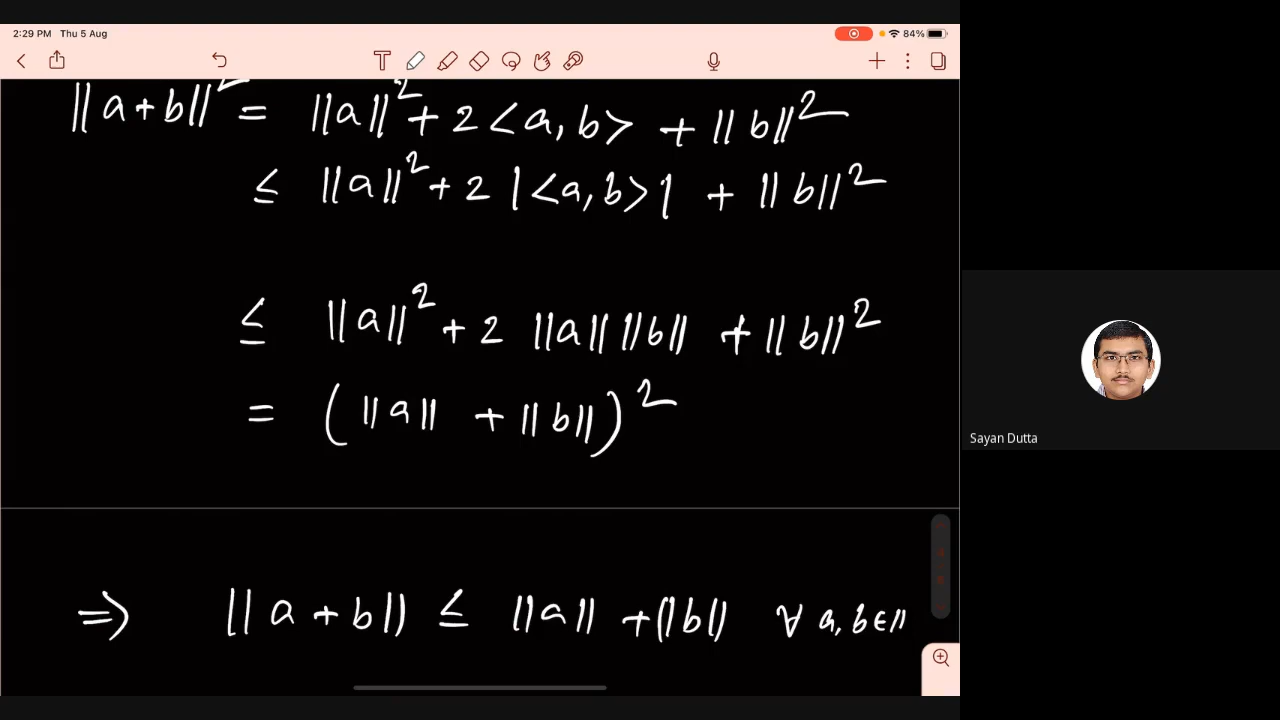 2:29 PM Thu 5 Aug
84%
||a+b||² = ||a||² + 2 <a,b> + ||b||²
≤ ||a||² + 2 |<a,b>| + ||b||²
≤ ||a||² + 2 ||a|| ||b|| + ||b||²
= (||a|| + ||b||)²
⇒ ||a + b|| ≤ ||a|| + ||b|| ∀ a, b ∈
Sayan Dutta